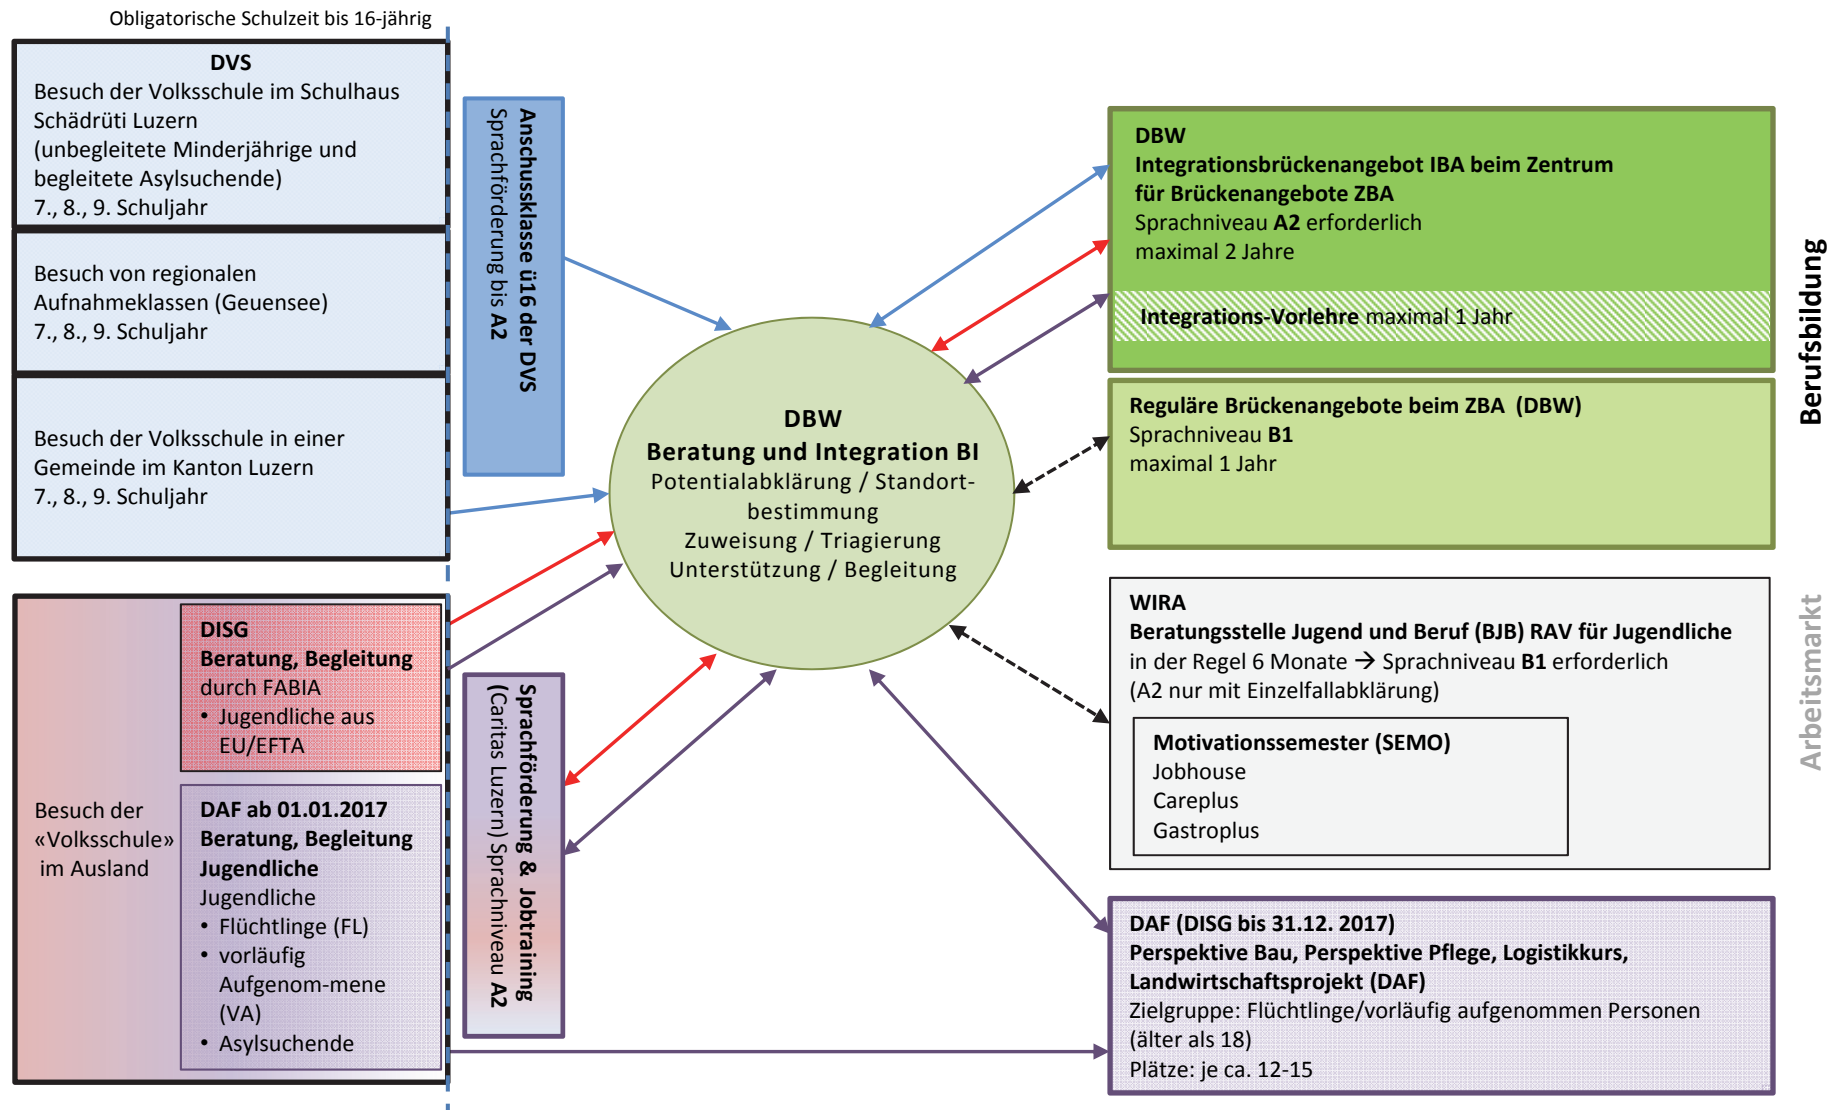 Obligatorische Schulzeit bis 16-jährig
DVS
Besuch der Volksschule im Schulhaus
Schädrüti Luzern
(unbegleitete Minderjährige und
begleitete Asylsuchende)
7., 8., 9. Schuljahr
Besuch von regionalen
Aufnahmeklassen (Geuensee)
7., 8., 9. Schuljahr
Besuch der Volksschule in einer
Gemeinde im Kanton Luzern
7., 8., 9. Schuljahr
Besuch der
«Volksschule»
im Ausland
DISG
Beratung, Begleitung
durch FABIA
• Jugendliche aus
EU/EFTA
DAF ab 01.01.2017
Beratung, Begleitung
Jugendliche
Jugendliche
• Flüchtlinge (FL)
• vorläufig
Aufgenom-mene
(VA)
• Asylsuchende
Anschussklasse ü16 der DVS
Sprachförderung bis A2
Sprachförderung & Jobtraining
(Caritas Luzern) Sprachniveau A2
DBW
Beratung und Integration BI
Potentialabklärung / Standort-
bestimmung
Zuweisung / Triagierung
Unterstützung / Begleitung
DBW
Integrationsbrückenangebot IBA beim Zentrum
für Brückenangebote ZBA
Sprachniveau A2 erforderlich
maximal 2 Jahre
Integrations-Vorlehre maximal 1 Jahr
Reguläre Brückenangebote beim ZBA (DBW)
Sprachniveau B1
maximal 1 Jahr
WIRA
Beratungsstelle Jugend und Beruf (BJB) RAV für Jugendliche
in der Regel 6 Monate → Sprachniveau B1 erforderlich
(A2 nur mit Einzelfallabklärung)
Motivationssemester (SEMO)
Jobhouse
Careplus
Gastroplus
DAF (DISG bis 31.12. 2017)
Perspektive Bau, Perspektive Pflege, Logistikkurs,
Landwirtschaftsprojekt (DAF)
Zielgruppe: Flüchtlinge/vorläufig aufgenommen Personen
(älter als 18)
Plätze: je ca. 12-15
Berufsbildung
Arbeitsmarkt